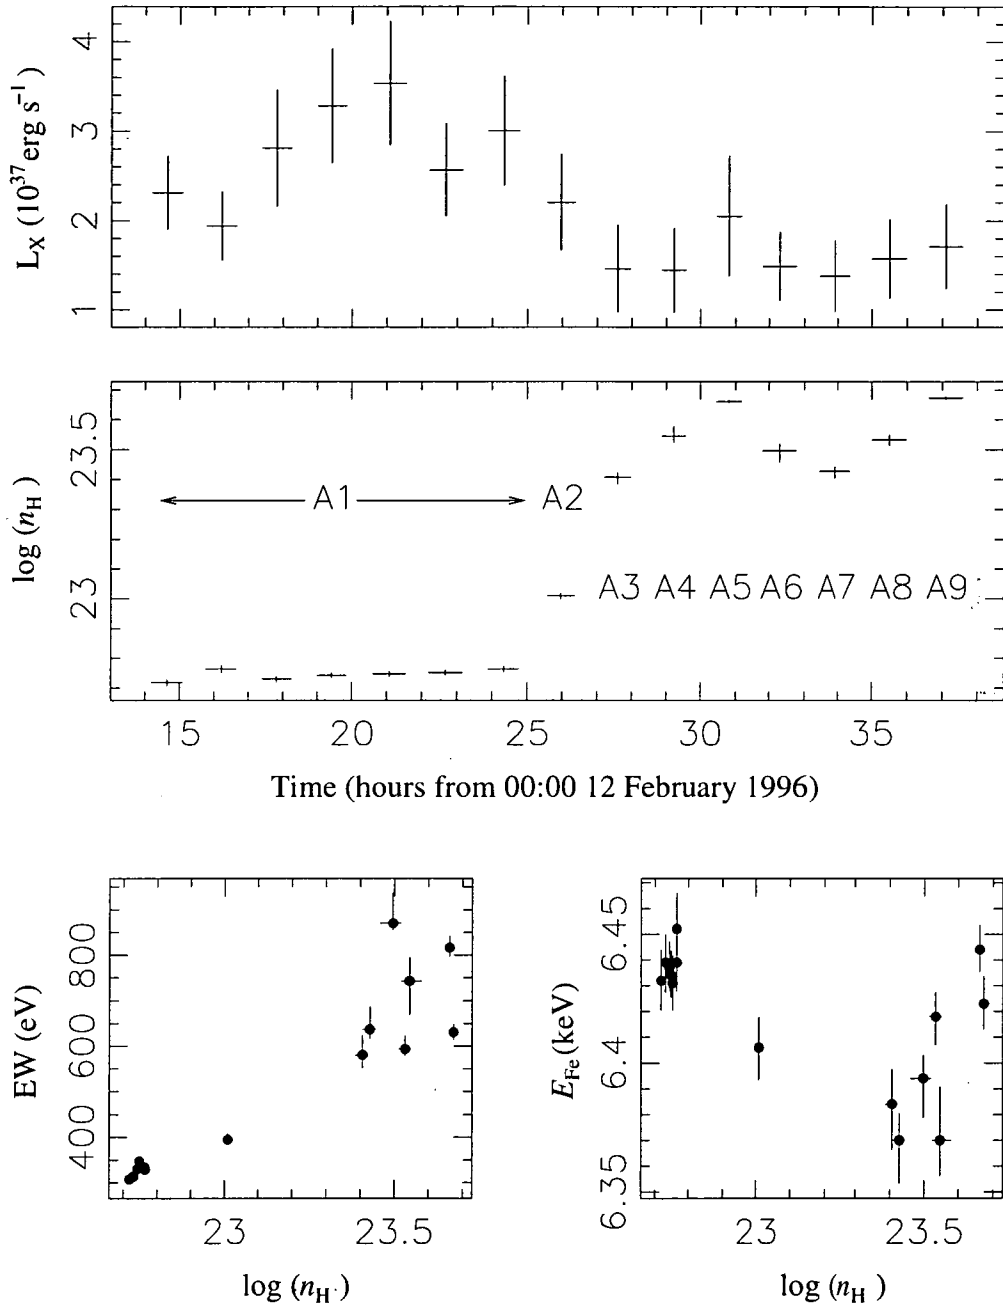 L_X (10^37 erg s^−1)
4
3
2
1
log (n_H)
23.5
23
A1
A2
A3 A4 A5 A6 A7 A8 A9
15 20 25 30 35
Time (hours from 00:00 12 February 1996)
EW (eV)
800
600
400
23 23.5
log (n_H)
E_Fe (keV)
6.45
6.4
6.35
23 23.5
log (n_H)